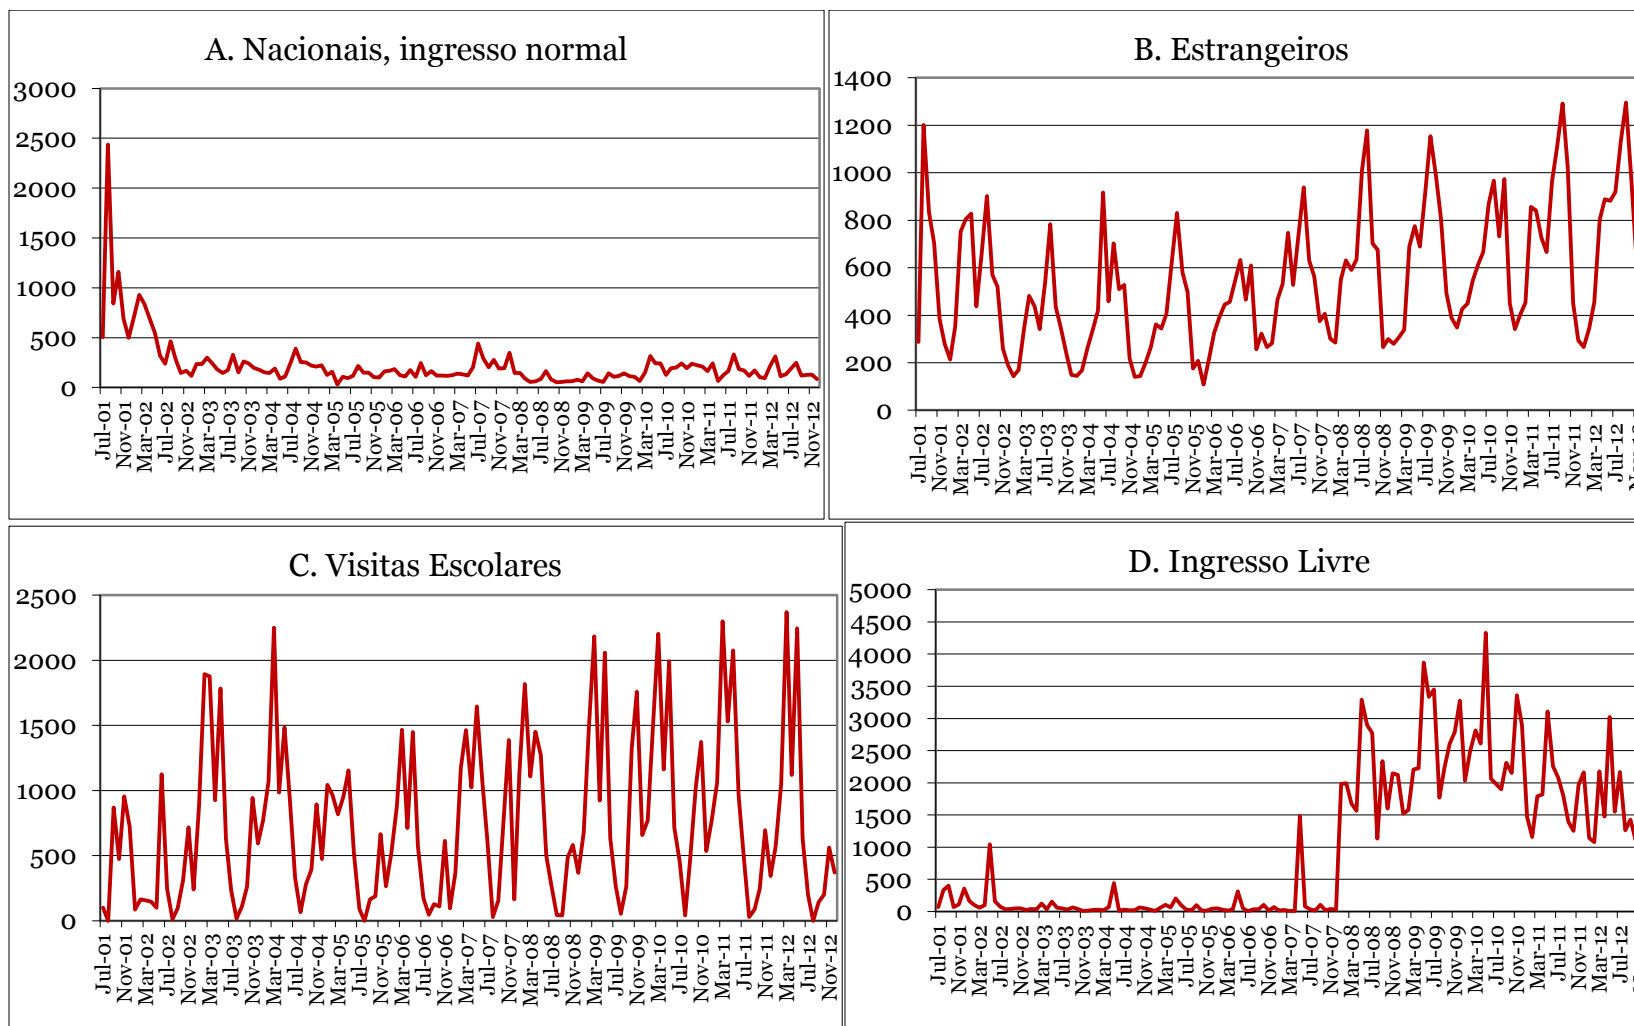 A. Nacionais, ingresso normal
3000
2500
2000
1500
1000
500
0
Jul-01
Nov-01
Mar-02
Jul-02
Nov-02
Mar-03
Jul-03
Nov-03
Mar-04
Jul-04
Nov-04
Mar-05
Jul-05
Nov-05
Mar-06
Jul-06
Nov-06
Mar-07
Jul-07
Nov-07
Mar-08
Jul-08
Nov-08
Mar-09
Jul-09
Nov-09
Mar-10
Jul-10
Nov-10
Mar-11
Jul-11
Nov-11
Mar-12
Jul-12
Nov-12
B. Estrangeiros
1400
1200
1000
800
600
400
200
0
Jul-01
Nov-01
Mar-02
Jul-02
Nov-02
Mar-03
Jul-03
Nov-03
Mar-04
Jul-04
Nov-04
Mar-05
Jul-05
Nov-05
Mar-06
Jul-06
Nov-06
Mar-07
Jul-07
Nov-07
Mar-08
Jul-08
Nov-08
Mar-09
Jul-09
Nov-09
Mar-10
Jul-10
Nov-10
Mar-11
Jul-11
Nov-11
Mar-12
Jul-12
C. Visitas Escolares
2500
2000
1500
1000
500
0
Jul-01
Nov-01
Mar-02
Jul-02
Nov-02
Mar-03
Jul-03
Nov-03
Mar-04
Jul-04
Nov-04
Mar-05
Jul-05
Nov-05
Mar-06
Jul-06
Nov-06
Mar-07
Jul-07
Nov-07
Mar-08
Jul-08
Nov-08
Mar-09
Jul-09
Nov-09
Mar-10
Jul-10
Nov-10
Mar-11
Jul-11
Nov-11
Mar-12
Jul-12
Nov-12
D. Ingresso Livre
5000
4500
4000
3500
3000
2500
2000
1500
1000
500
0
Jul-01
Nov-01
Mar-02
Jul-02
Nov-02
Mar-03
Jul-03
Nov-03
Mar-04
Jul-04
Nov-04
Mar-05
Jul-05
Nov-05
Mar-06
Jul-06
Nov-06
Mar-07
Jul-07
Nov-07
Mar-08
Jul-08
Nov-08
Mar-09
Jul-09
Nov-09
Mar-10
Jul-10
Nov-10
Mar-11
Jul-11
Nov-11
Mar-12
Jul-12